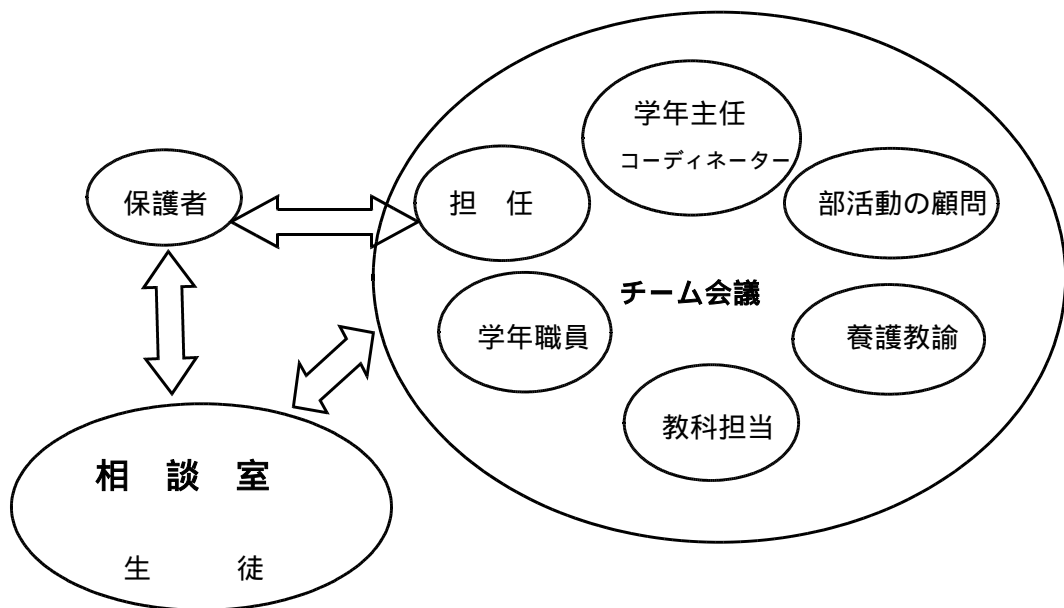 学年主任
コーディネーター
保護者
担　任
部活動の顧問
チーム会議
学年職員
養護教諭
教科担当
相　談　室
生　　　徒